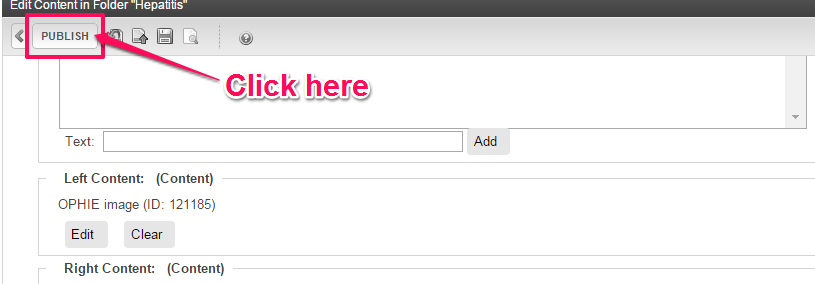 Edit Content in Folder "Hepatitis"
PUBLISH
Click here
Text: Add
Left Content: (Content)
OPHIE image (ID: 121185)
Edit Clear
Right Content: (Content)